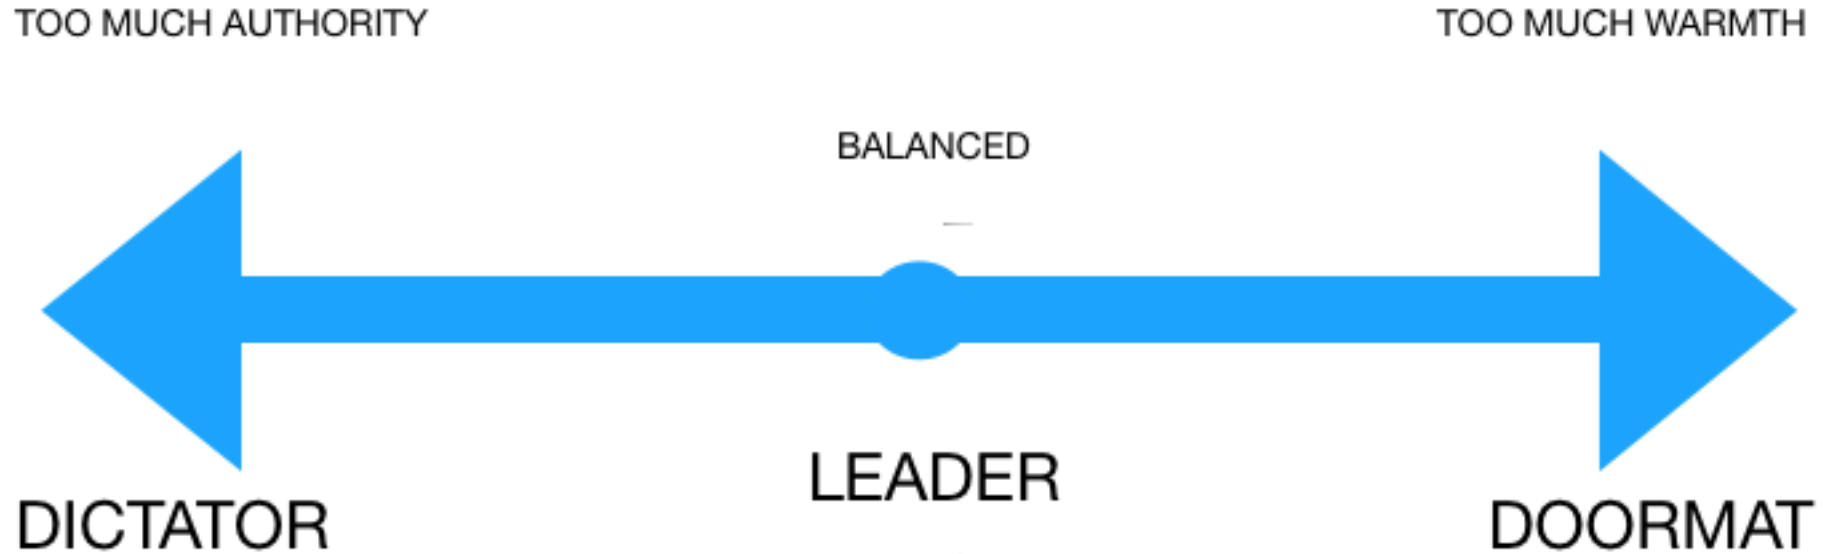 TOO MUCH AUTHORITY
TOO MUCH WARMTH
BALANCED
LEADER
DICTATOR
DOORMAT